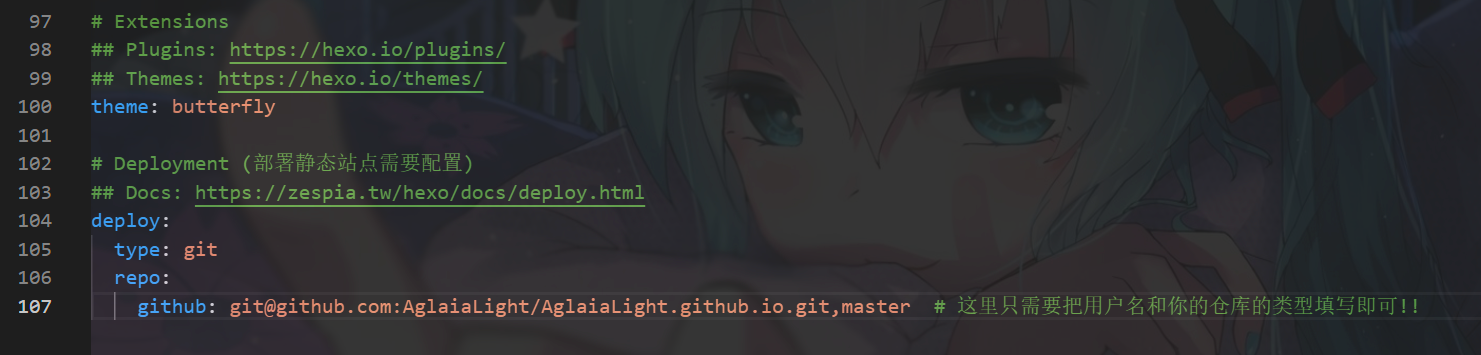 97 # Extensions
98 ## Plugins: https://hexo.io/plugins/
99 ## Themes: https://hexo.io/themes/
100 theme: butterfly
101
102 # Deployment (部署静态站点需要配置)
103 ## Docs: https://zespia.tw/hexo/docs/deploy.html
104 deploy:
105   type: git
106   repo:
107     github: git@github.com:AglaiaLight/AglaiaLight.github.io.git,master  # 这里只需要把用户名和你的仓库的类型填写即可!!